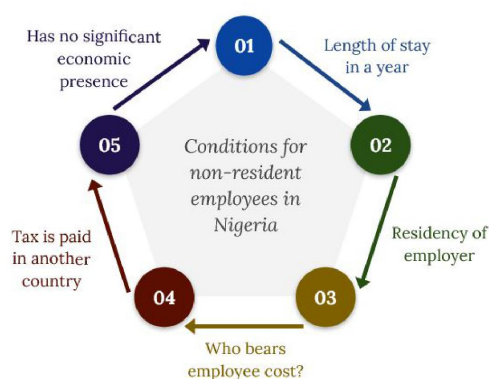 01
Length of stay
in a year
02
Residency of
employer
03
Who bears
employee cost?
04
Tax is paid
in another
country
05
Has no significant
economic
presence
Conditions for
non-resident
employees in
Nigeria